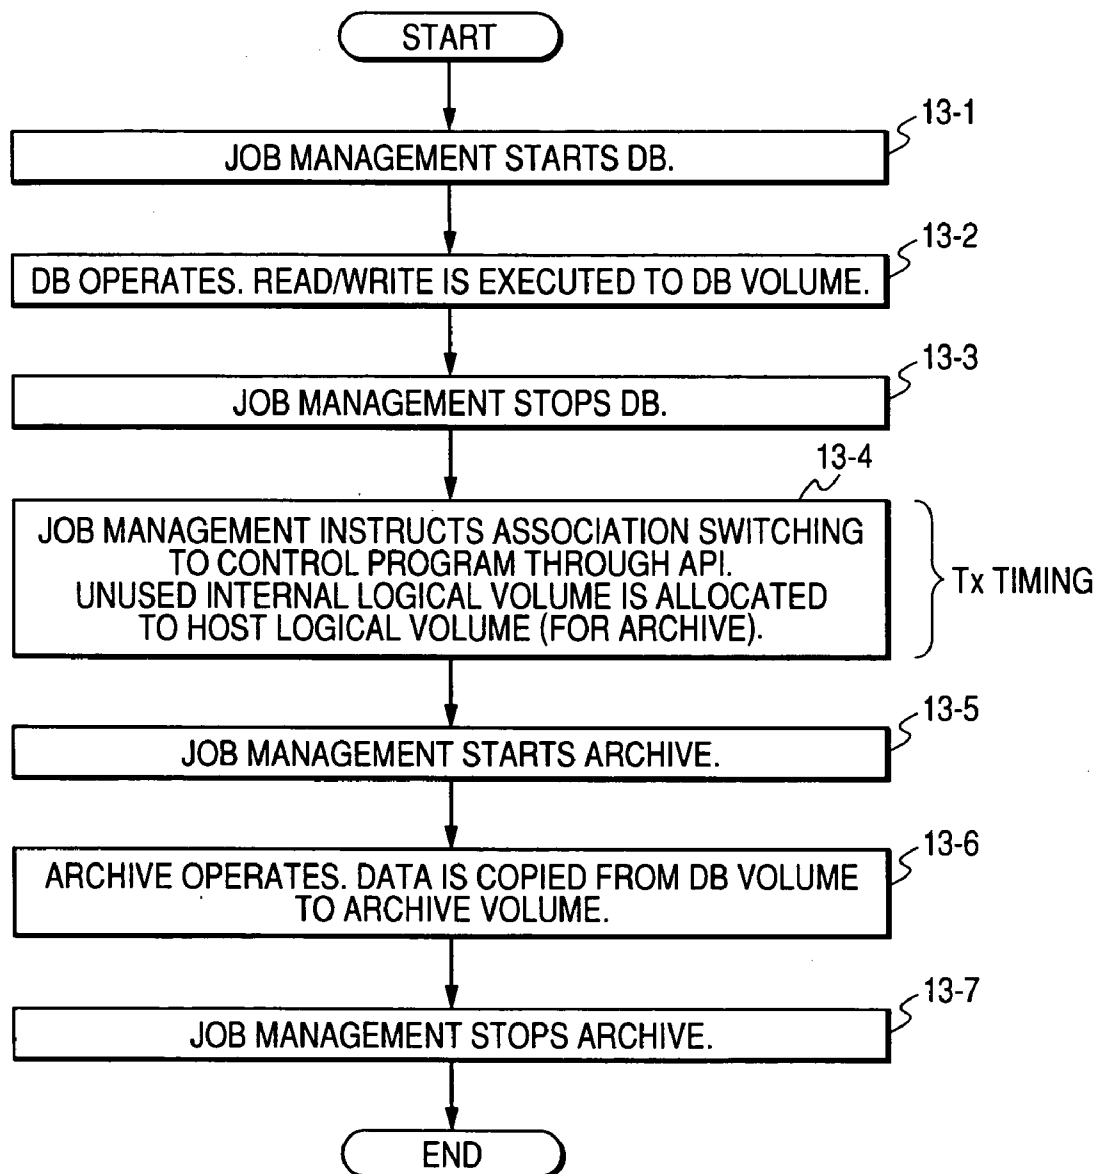 START
13-1
JOB MANAGEMENT STARTS DB.
13-2
DB OPERATES. READ/WRITE IS EXECUTED TO DB VOLUME.
13-3
JOB MANAGEMENT STOPS DB.
13-4
JOB MANAGEMENT INSTRUCTS ASSOCIATION SWITCHING
TO CONTROL PROGRAM THROUGH API.
UNUSED INTERNAL LOGICAL VOLUME IS ALLOCATED
TO HOST LOGICAL VOLUME (FOR ARCHIVE).
Tx TIMING
13-5
JOB MANAGEMENT STARTS ARCHIVE.
13-6
ARCHIVE OPERATES. DATA IS COPIED FROM DB VOLUME
TO ARCHIVE VOLUME.
13-7
JOB MANAGEMENT STOPS ARCHIVE.
END